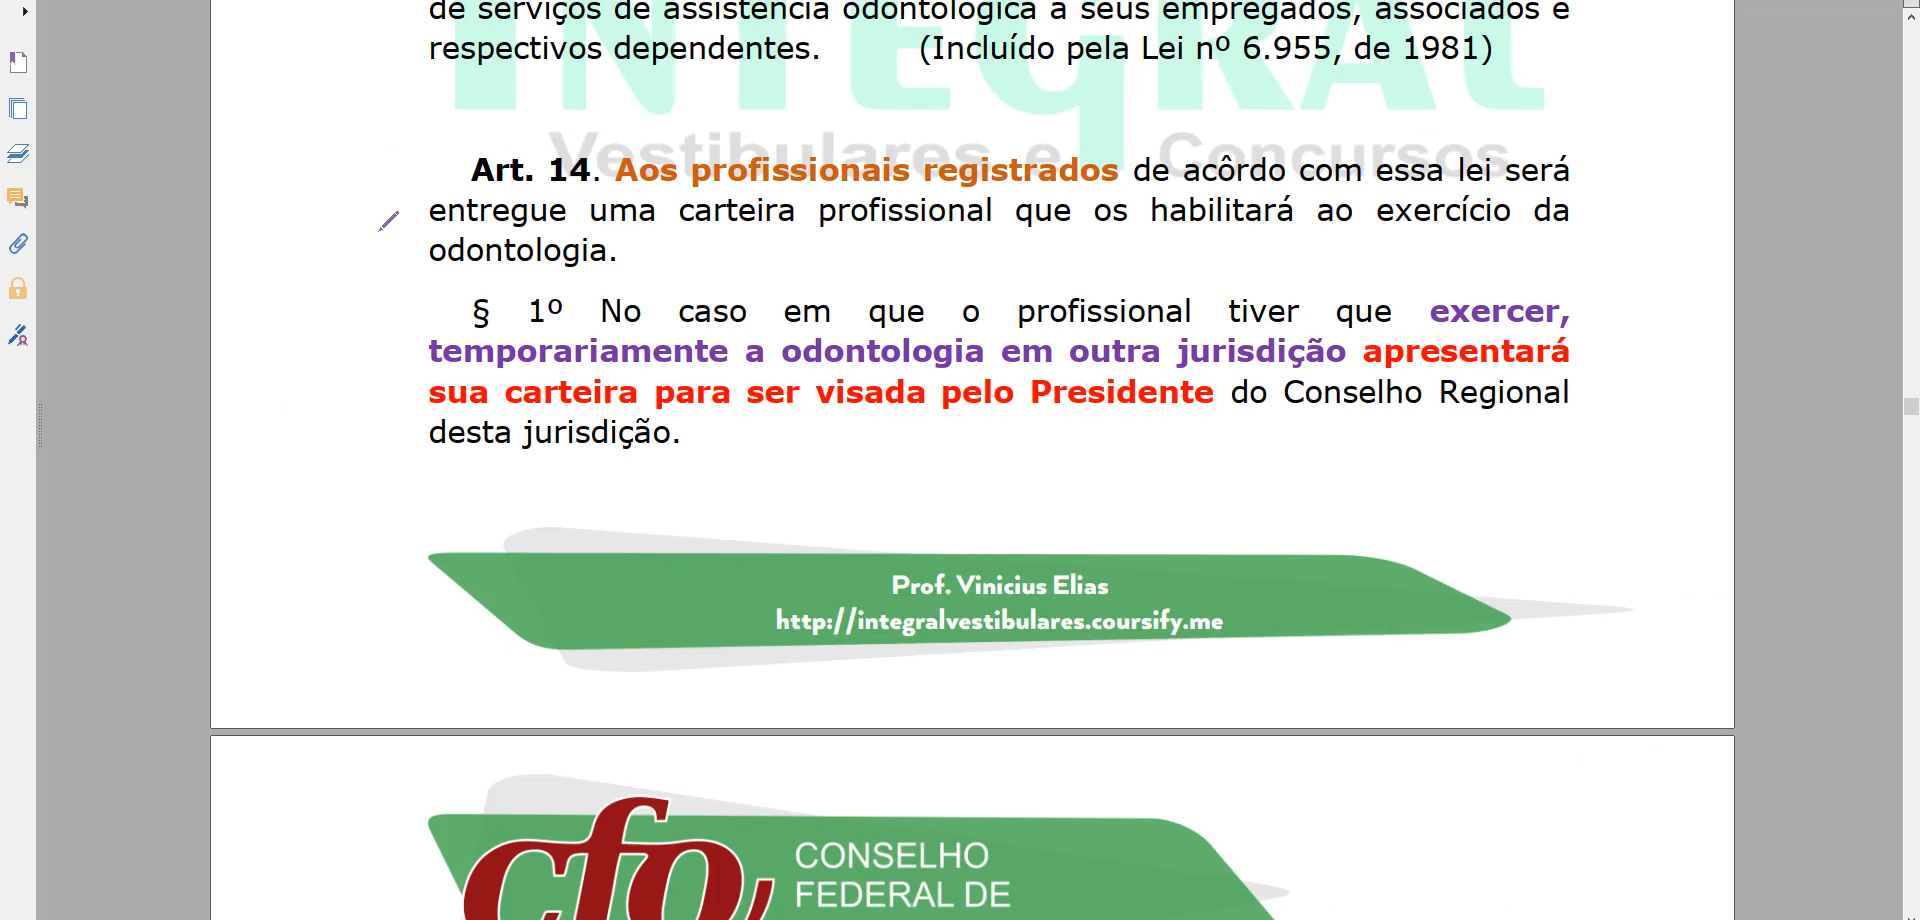 de serviços de assistência odontológica a seus empregados, associados e
respectivos dependentes. (Incluído pela Lei nº 6.955, de 1981)
INTEgRAL
Vestibulares e Concursos
Art. 14. Aos profissionais registrados de acôrdo com essa lei será
entregue uma carteira profissional que os habilitará ao exercício da
odontologia.
§ 1º No caso em que o profissional tiver que exercer,
temporariamente a odontologia em outra jurisdição apresentará
sua carteira para ser visada pelo Presidente do Conselho Regional
desta jurisdição.
Prof. Vinicius Elias
http://integralvestibulares.coursify.me
cfo
CONSELHO
FEDERAL DE